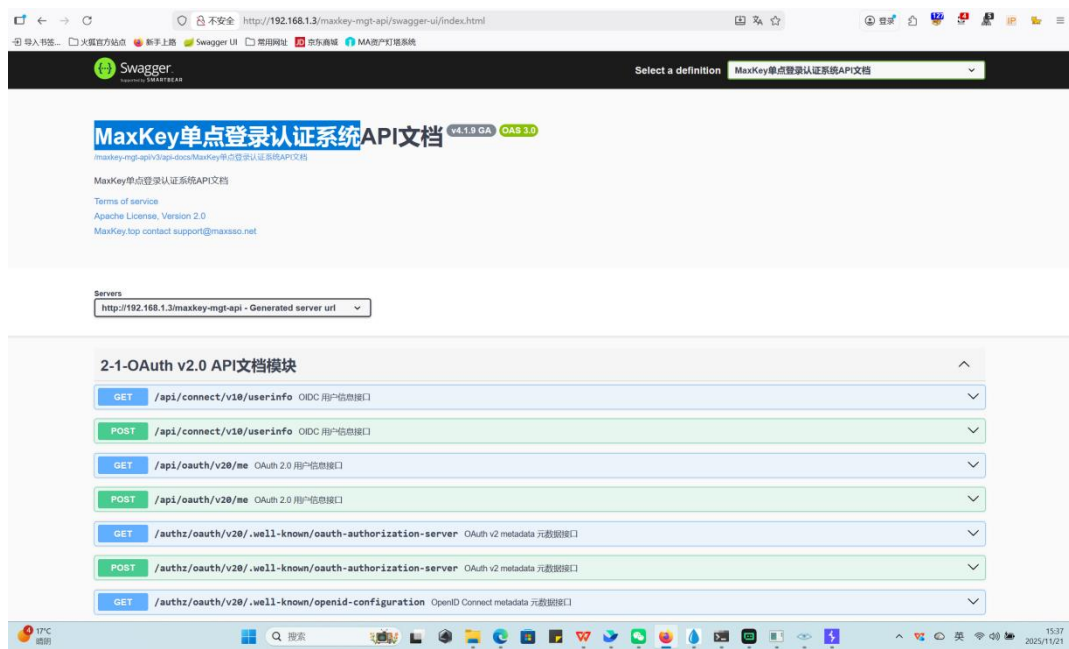 不安全 http://192.168.1.3/maxkey-mgt-api/swagger-ui/index.html 登录 127 4 8 IP
导入书签... 火狐官方站点 新手上路 Swagger UI 常用网址 JD 京东商城 MA资产灯塔系统
Swagger. Supported by SMARTBEAR Select a definition MaxKey单点登录认证系统API文档
MaxKey单点登录认证系统API文档 v4.1.9 GA OAS 3.0
/maxkey-mgt-api/v3/api-docs/MaxKey单点登录认证系统API文档
MaxKey单点登录认证系统API文档
Terms of service
Apache License, Version 2.0
MaxKey.top contact support@maxsso.net
Servers
http://192.168.1.3/maxkey-mgt-api - Generated server url
2-1-OAuth v2.0 API文档模块
GET /api/connect/v10/userinfo OIDC 用户信息接口
POST /api/connect/v10/userinfo OIDC 用户信息接口
GET /api/oauth/v20/me OAuth 2.0 用户信息接口
POST /api/oauth/v20/me OAuth 2.0 用户信息接口
GET /authz/oauth/v20/.well-known/oauth-authorization-server OAuth v2 metadata 元数据接口
POST /authz/oauth/v20/.well-known/oauth-authorization-server OAuth v2 metadata 元数据接口
GET /authz/oauth/v20/.well-known/openid-configuration OpenID Connect metadata 元数据接口
17°C 搜索 英 15:37
晴朗 2025/11/21